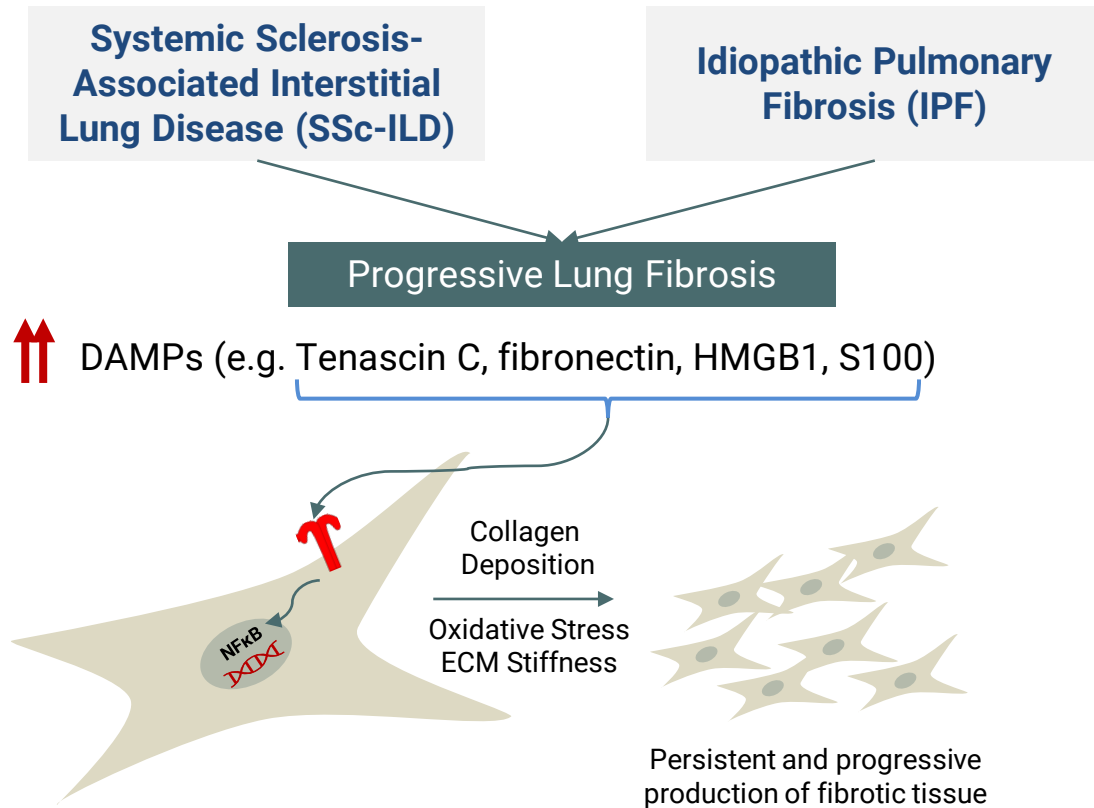 Systemic Sclerosis-
Associated Interstitial
Lung Disease (SSc-ILD)
Idiopathic Pulmonary
Fibrosis (IPF)
Progressive Lung Fibrosis
DAMPs (e.g. Tenascin C, fibronectin, HMGB1, S100)
Collagen
Deposition
Oxidative Stress
ECM Stiffness
NFκB
Persistent and progressive
production of fibrotic tissue